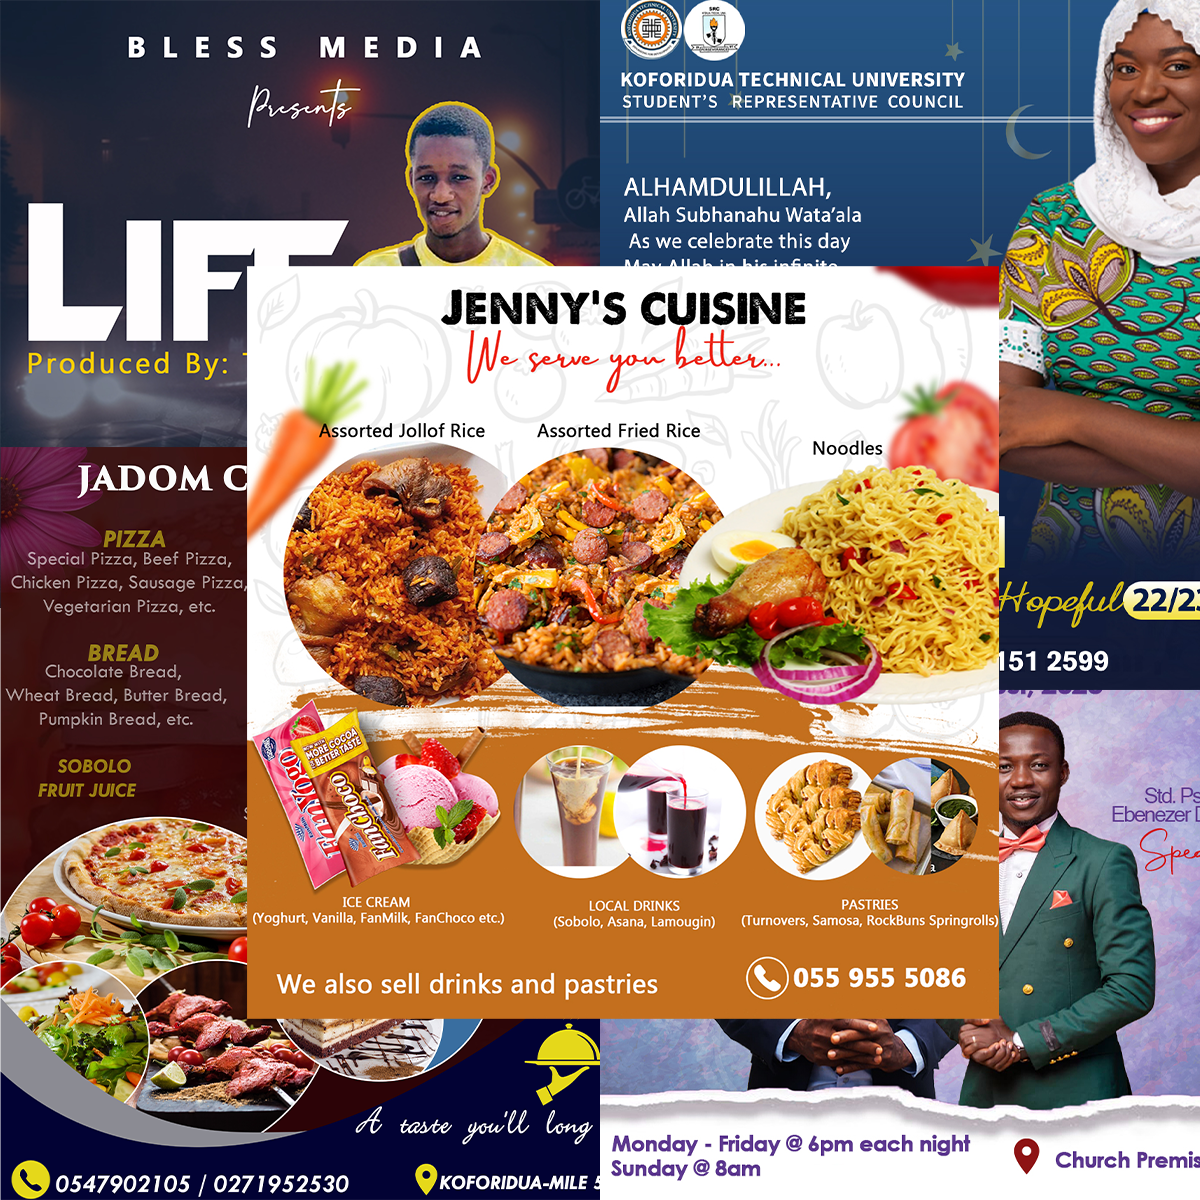 BLESS MEDIA
Presents
LIFE
Produced By:
KOFORIDUA TECHNICAL UNIVERSITY
STUDENT'S REPRESENTATIVE COUNCIL
ALHAMDULILLAH,
Allah Subhanahu Wata'ala
As we celebrate this day
May Allah in his infinite
Hopeful 22/23
151 2599
JENNY'S CUISINE
We serve you better...
Assorted Jollof Rice
Assorted Fried Rice
Noodles
FANYOGO
NOW WITH
MORE COCOA
& BETTER TASTE
FANCHOCO
ICE CREAM
(Yoghurt, Vanilla, FanMilk, FanChoco etc.)
LOCAL DRINKS
(Sobolo, Asana, Lamougin)
PASTRIES
(Turnovers, Samosa, RockBuns Springrolls)
We also sell drinks and pastries
055 955 5086
JADOM C
PIZZA
Special Pizza, Beef Pizza,
Chicken Pizza, Sausage Pizza,
Vegetarian Pizza, etc.
BREAD
Chocolate Bread,
Wheat Bread, Butter Bread,
Pumpkin Bread, etc.
SOBOLO
FRUIT JUICE
A taste you'll long
0547902105 / 0271952530
KOFORIDUA-MILE 5
Std. Ps
Ebenezer D
Spea
Monday - Friday @ 6pm each night
Sunday @ 8am
Church Premis